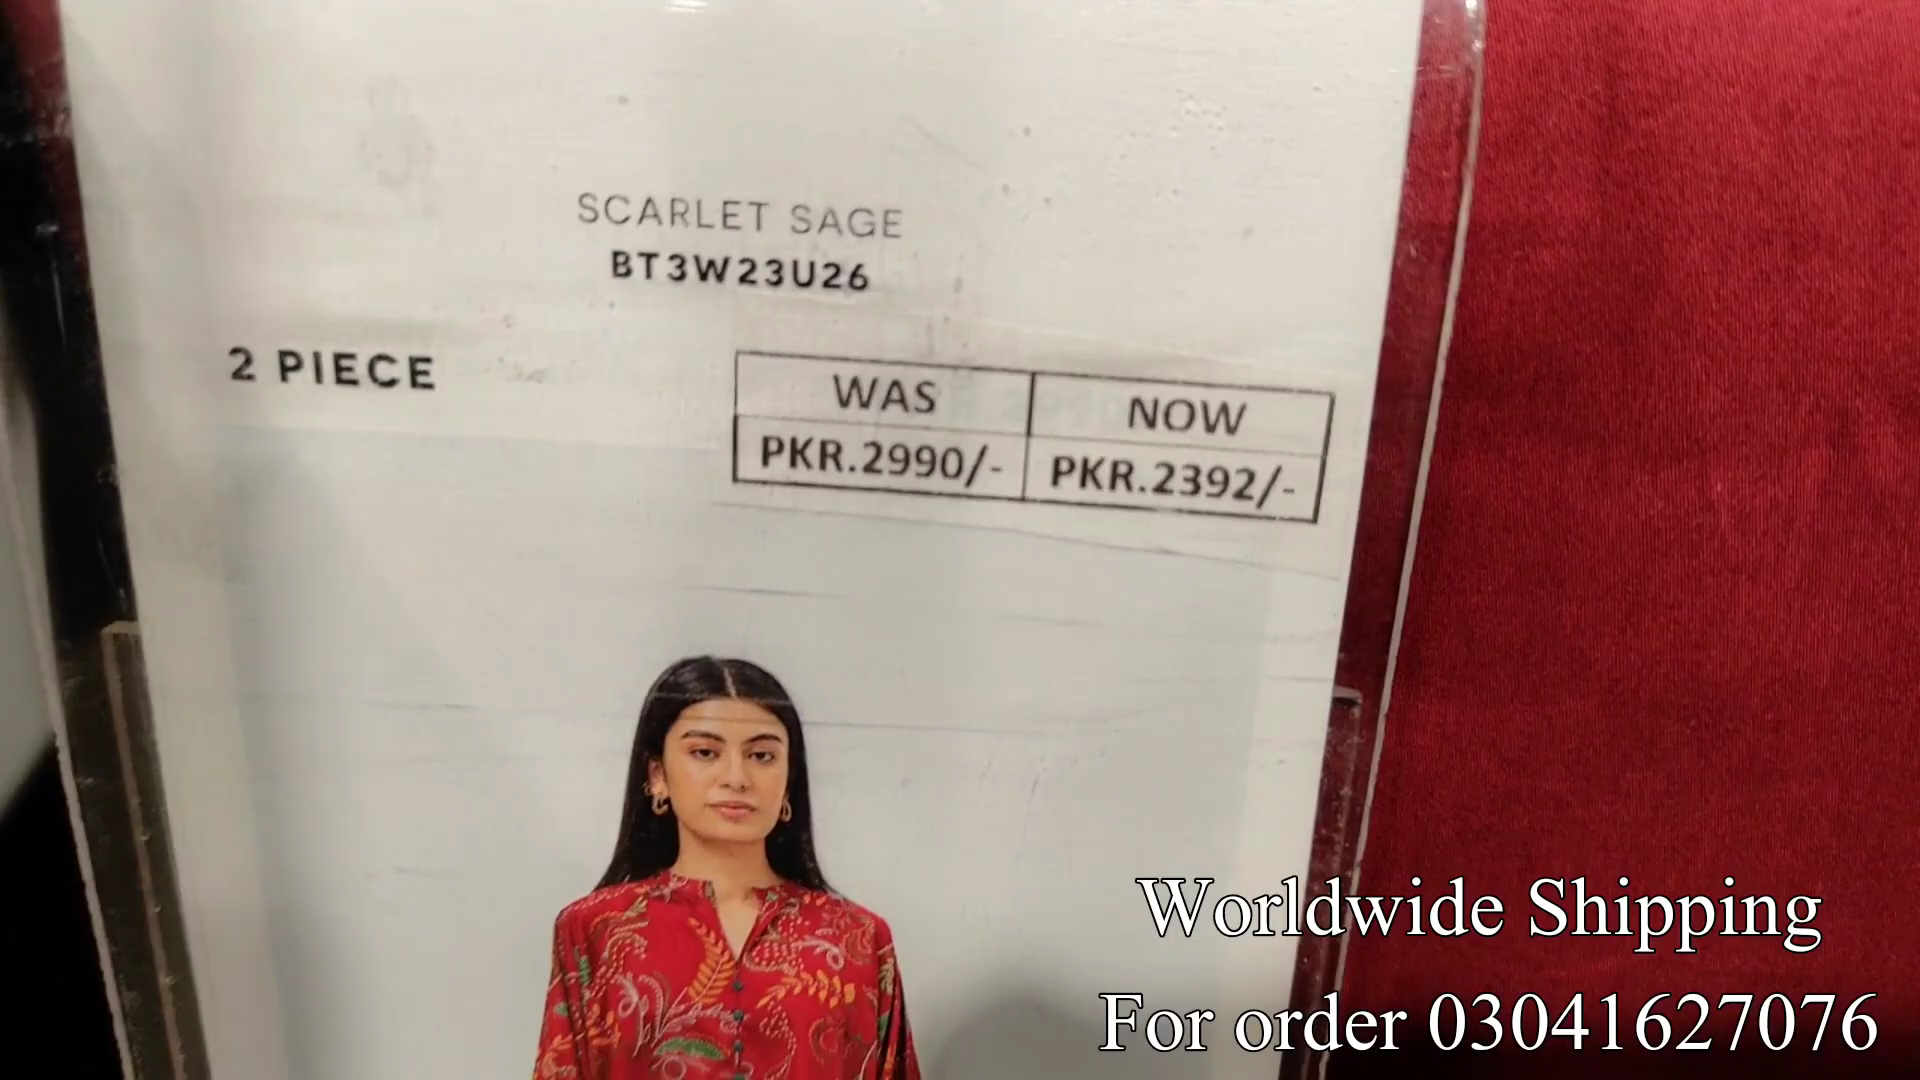 SCARLET SAGE
BT3W23U26
2 PIECE
WAS NOW
PKR.2990/- PKR.2392/-
Worldwide Shipping
For order 03041627076